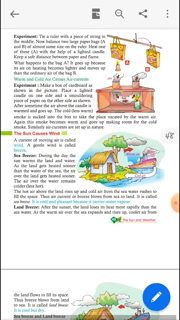 Experiment: Tie a ruler with a piece of string in
the middle. Now balance two large paper bags (A
and B) of almost same size on the ruler. Heat one
of them (A) with the help of a lighted candle.
Keep a safe distance between paper and flame.
What happens to the bag A? It goes up because
its air on heating becomes lighter and moves up
than the ordinary air of the bag B.
Warm and Cold Air Causes Air-currents
Experiment : Make a box of cardboard as
shown in the picture. Place a lighted
candle on one side and a smouldering
piece of paper on the other side as shown.
After sometime the air above the candle is
warmed and goes up. The cold (less warm)
smoke is sucked into the box to take the place vacated by the warm on.
Again this smoke becomes warm and goes up making room for the cold
smoke. Similarly air-currents are set up in nature
The Sun Causes Wind
A current of moving air is called
wind. A gentle wind is called
breeze.
Sea Breeze: During the day the
sun warms the land and water.
As the land gets heated sooner
than the water of the sea, the air
over the land gets heated sooner.
The air over the water remains
colder (less hot).
The hot air above the land rises up and cold air from the sea water rushes to
fill the space. Thus air current or breeze blows from sea to land. It is called
sea breeze. It is cool and pleasant because it carries water vapour.
Land Breeze: After the sunset, the land loses its heat more rapidly than the
sea water. As the warm air over the sea expands and rises up, cooler air from
The Sun and Weather
the land flows to fill its space.
Thus breeze blows from land
to sea. It is called land breeze.
It is cool but dry.
Sea breeze and Land breeze
A
B
48